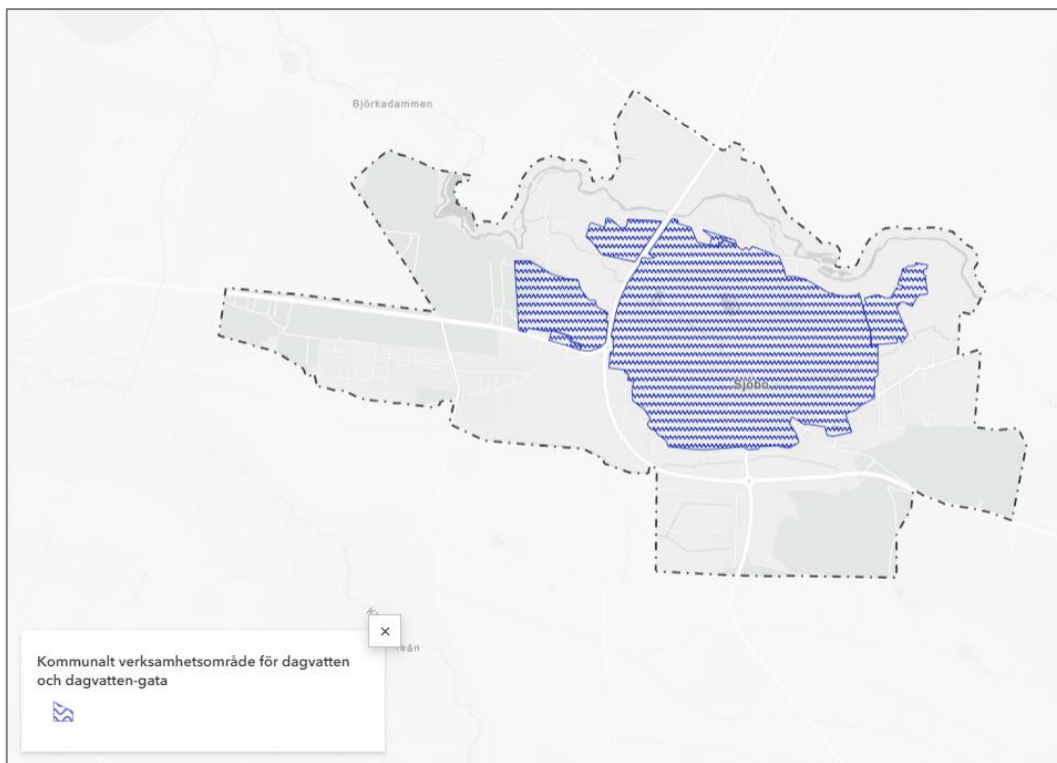 Björkadammen
Sjöbo
Kommunalt verksamhetsområde för dagvatten
och dagvatten-gata